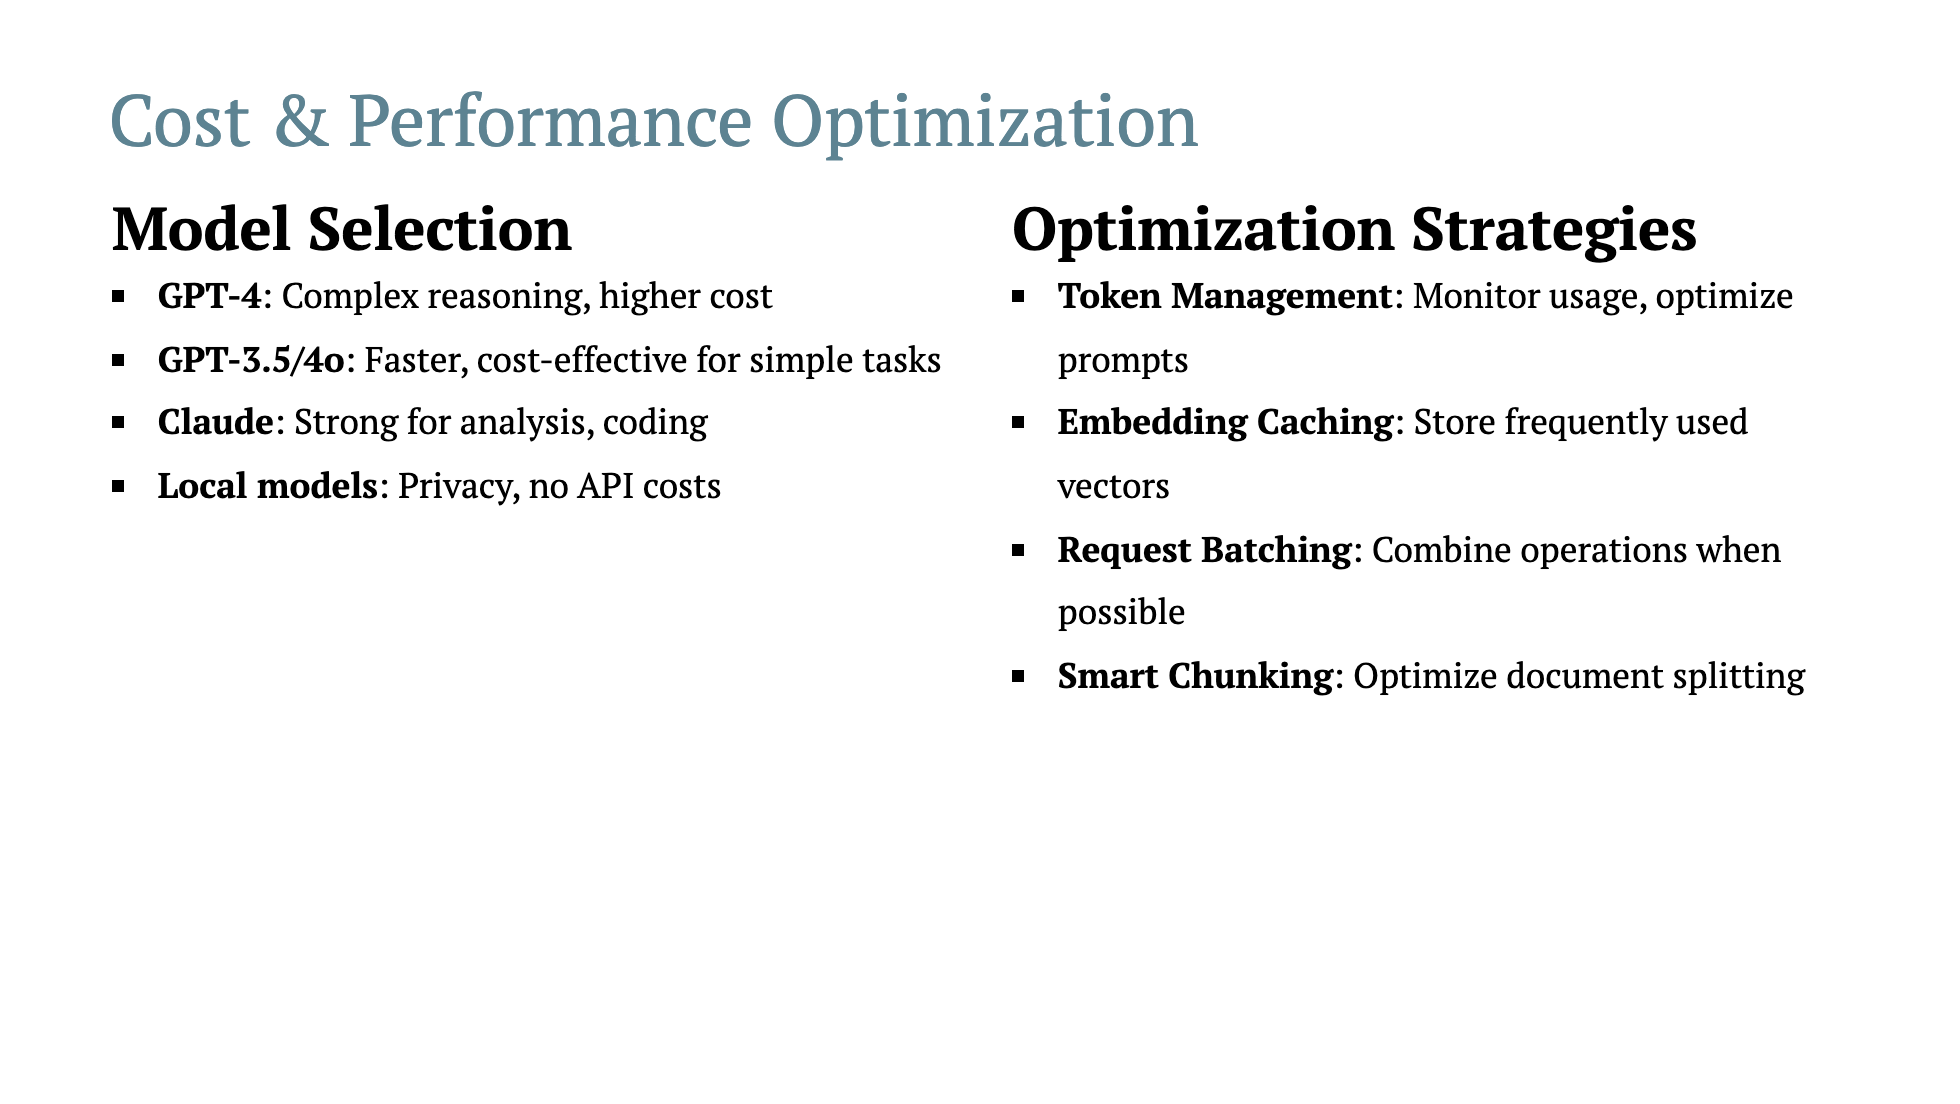 Cost & Performance Optimization
Model Selection
▪ GPT-4: Complex reasoning, higher cost
▪ GPT-3.5/4o: Faster, cost-effective for simple tasks
▪ Claude: Strong for analysis, coding
▪ Local models: Privacy, no API costs
Optimization Strategies
▪ Token Management: Monitor usage, optimize
prompts
▪ Embedding Caching: Store frequently used
vectors
▪ Request Batching: Combine operations when
possible
▪ Smart Chunking: Optimize document splitting